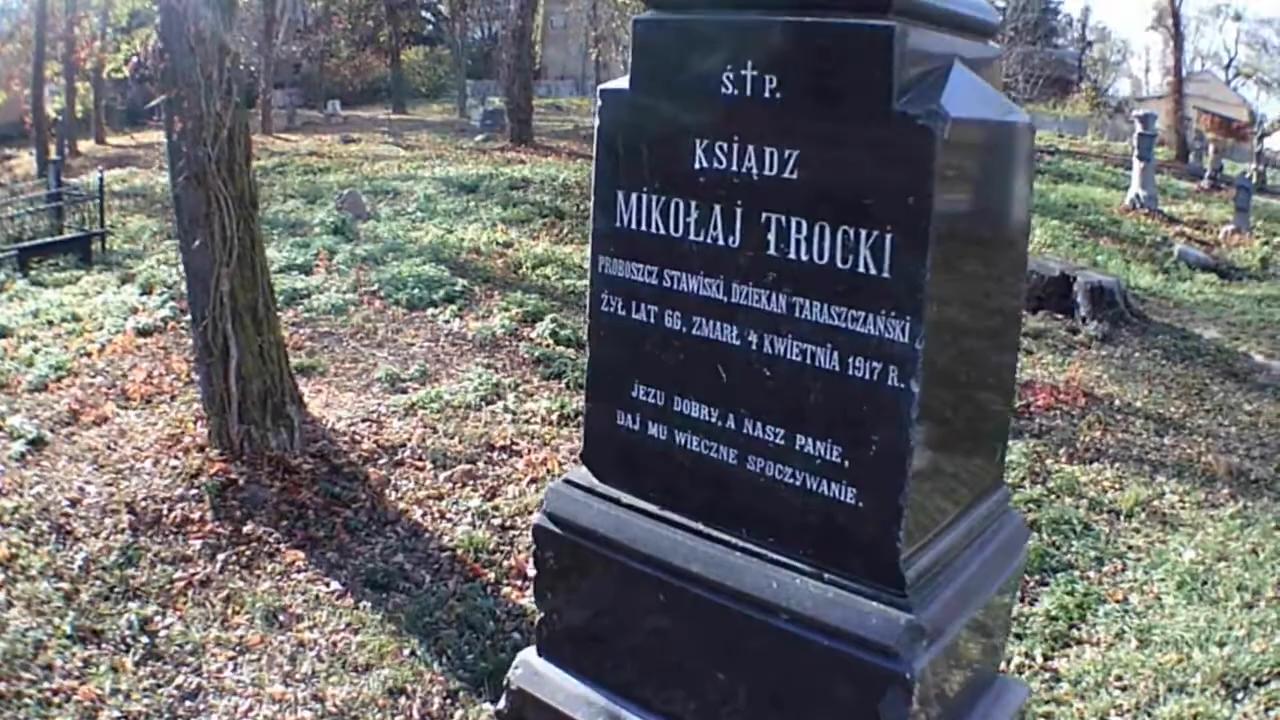 Ś.†P.
KSIĄDZ
MIKOŁAJ TROCKI
PROBOSZCZ STAWISKI, DZIEKAN TARASZCZAŃSKI
ŻYŁ LAT 66, ZMARŁ 4 KWIETNIA 1917 R.
JEZU DOBRY, A NASZ PANIE,
DAJ MU WIECZNE SPOCZYWANIE.